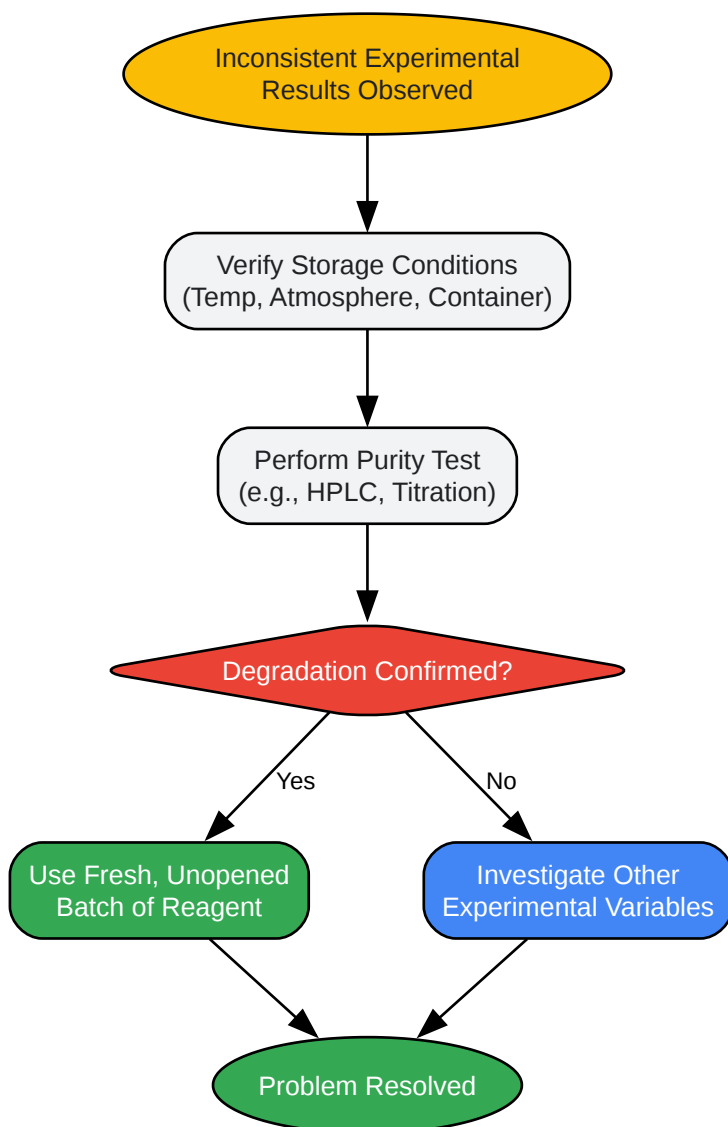 Inconsistent Experimental
Results Observed
Verify Storage Conditions
(Temp, Atmosphere, Container)
Perform Purity Test
(e.g., HPLC, Titration)
Degradation Confirmed?
Yes
No
Use Fresh, Unopened
Batch of Reagent
Investigate Other
Experimental Variables
Problem Resolved